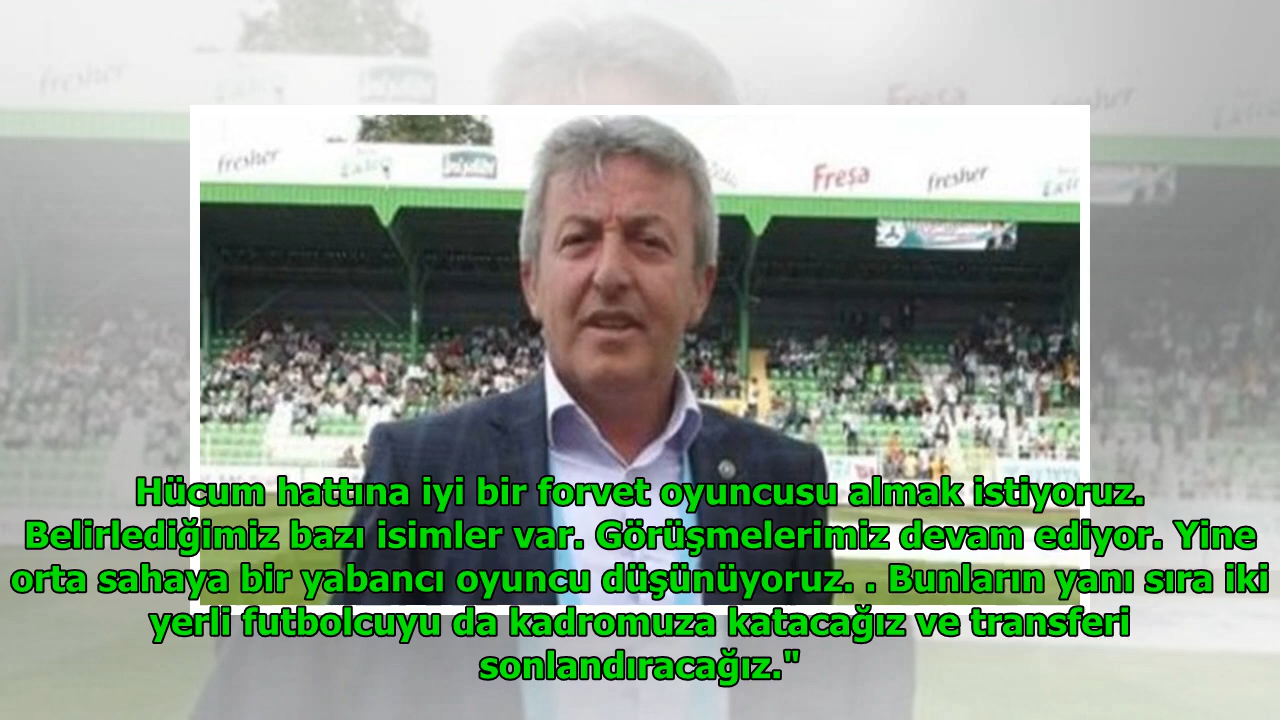 fresher
Freşa
fresher
Hücum hattına iyi bir forvet oyuncusu almak istiyoruz.
Belirlediğimiz bazı isimler var. Görüşmelerimiz devam ediyor. Yine
orta sahaya bir yabancı oyuncu düşünüyoruz. . Bunların yanı sıra iki
yerli futbolcuyu da kadromuza katacağız ve transferi
sonlandıracağız."